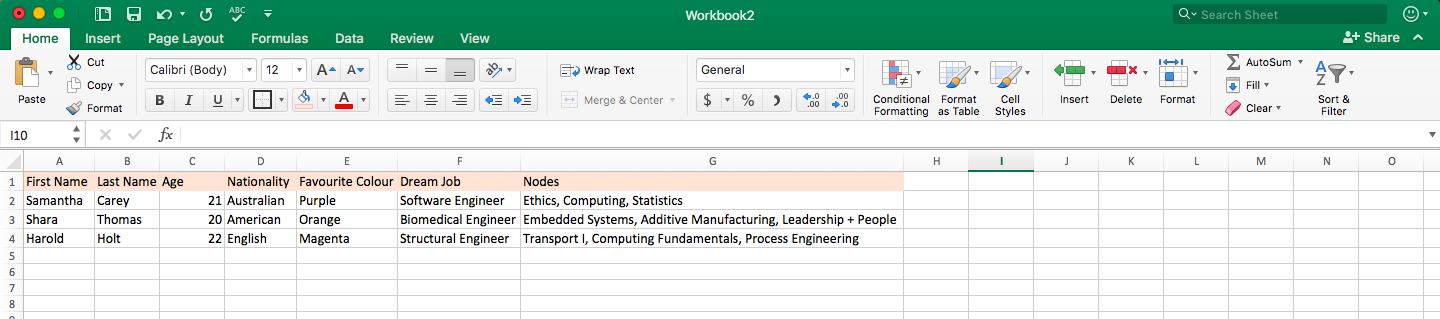 Workbook2
Search Sheet
Home Insert Page Layout Formulas Data Review View Share
Cut
Calibri (Body) 12
Wrap Text
General
AutoSum
Copy
Fill
Paste
Format
B I U A
Merge & Center
$ %
Conditional Formatting
Format as Table
Cell Styles
Insert Delete Format
Clear
Sort & Filter
I10 fx
A B C D E F G H I J K L M N O
1 First Name Last Name Age Nationality Favourite Colour Dream Job Nodes
2 Samantha Carey 21 Australian Purple Software Engineer Ethics, Computing, Statistics
3 Shara Thomas 20 American Orange Biomedical Engineer Embedded Systems, Additive Manufacturing, Leadership + People
4 Harold Holt 22 English Magenta Structural Engineer Transport I, Computing Fundamentals, Process Engineering
5
6
7
8